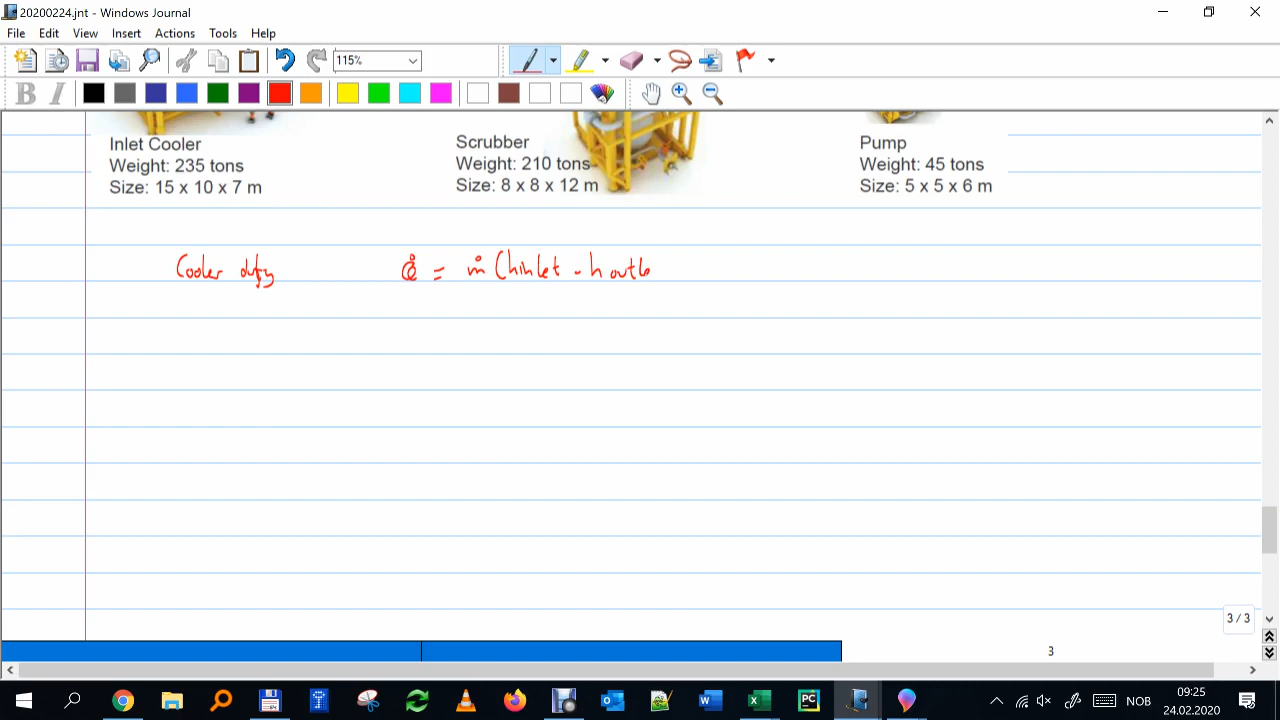 20200224.jnt - Windows Journal
File Edit View Insert Actions Tools Help
115%
B I
Inlet Cooler
Weight: 235 tons
Size: 15 x 10 x 7 m
Scrubber
Weight: 210 tons
Size: 8 x 8 x 12 m
Pump
Weight: 45 tons
Size: 5 x 5 x 6 m
Cooler duty Q̇ = ṁ (hinlet - h outle
3 / 3
3
NOB
09:25
24.02.2020